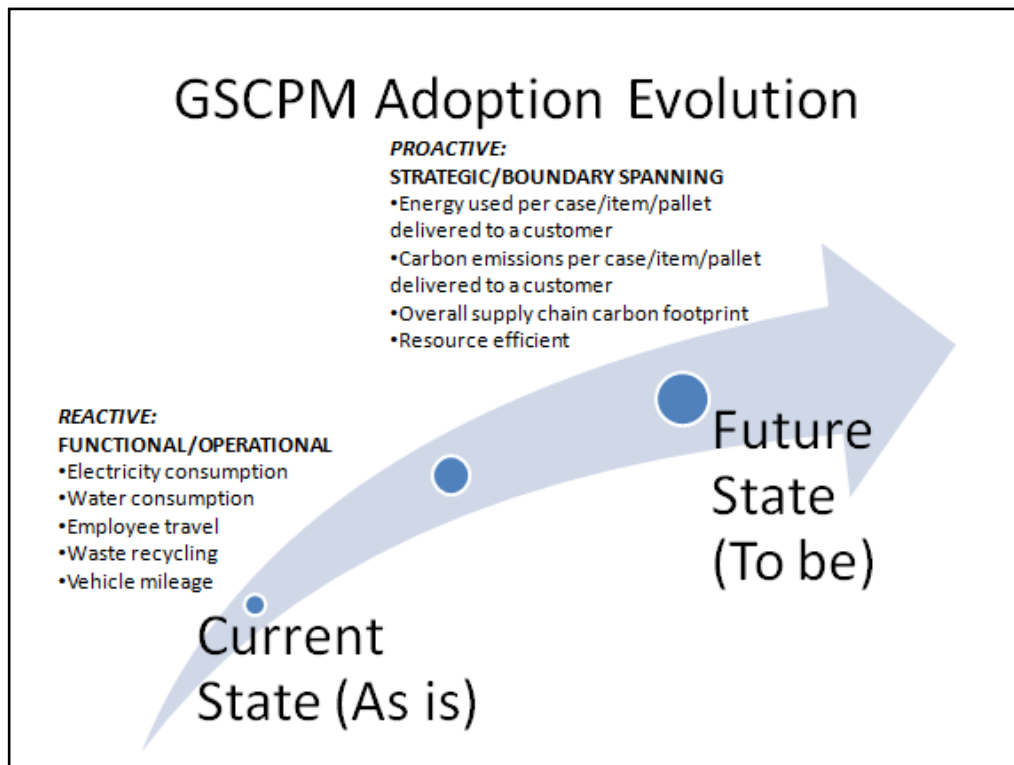 GSCPM Adoption Evolution
PROACTIVE:
STRATEGIC/BOUNDARY SPANNING
•Energy used per case/item/pallet
delivered to a customer
•Carbon emissions per case/item/pallet
delivered to a customer
•Overall supply chain carbon footprint
•Resource efficient
REACTIVE:
FUNCTIONAL/OPERATIONAL
•Electricity consumption
•Water consumption
•Employee travel
•Waste recycling
•Vehicle mileage
Future
State
(To be)
Current
State (As is)